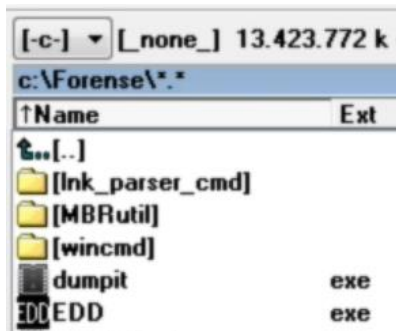 [-c-] [_none_] 13.423.772 k
c:\Forense\*.*
↑Name Ext
[..]
[lnk_parser_cmd]
[MBRutil]
[wincmd]
dumpit exe
EDD EDD exe